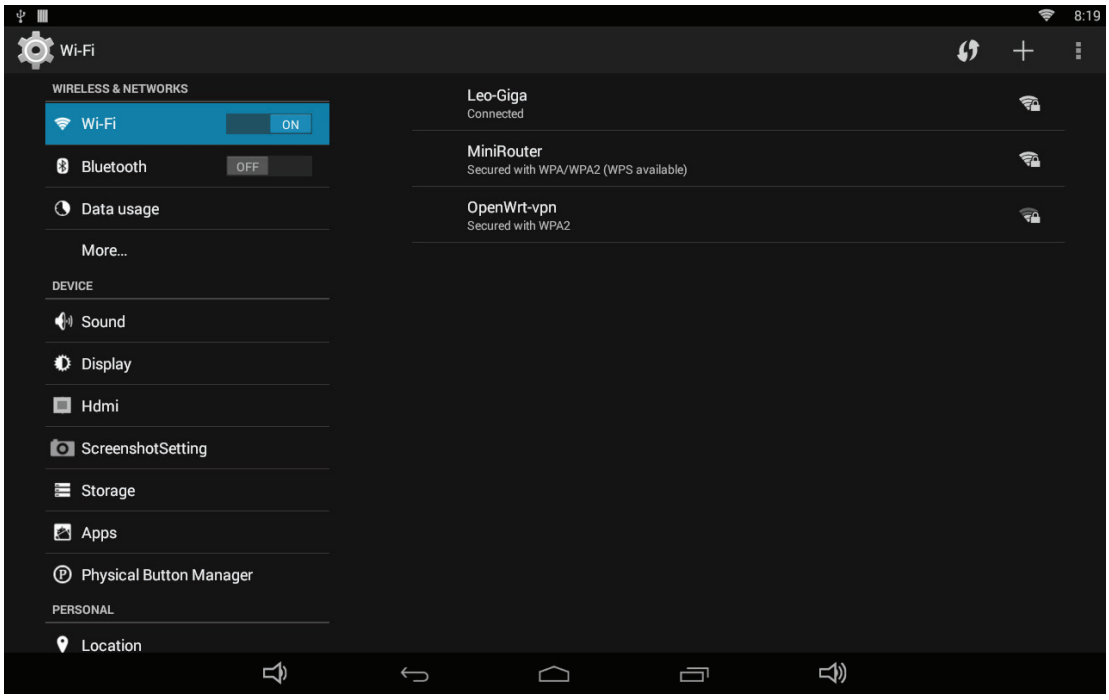 8:19
Wi-Fi
WIRELESS & NETWORKS
Wi-Fi ON
Bluetooth OFF
Data usage
More...
DEVICE
Sound
Display
Hdmi
ScreenshotSetting
Storage
Apps
Physical Button Manager
PERSONAL
Location
Leo-Giga
Connected
MiniRouter
Secured with WPA/WPA2 (WPS available)
OpenWrt-vpn
Secured with WPA2